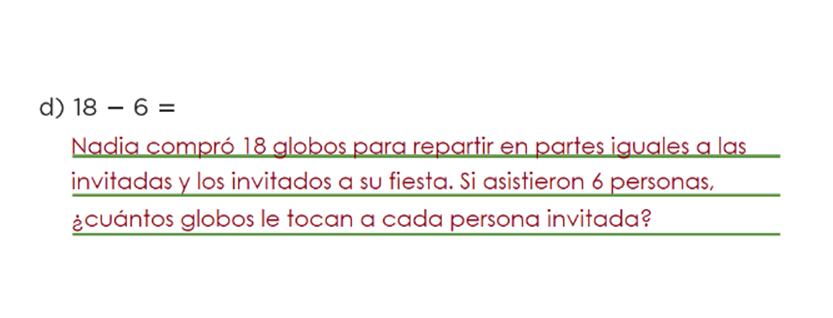 d) 18 − 6 =
Nadia compró 18 globos para repartir en partes iguales a las
invitadas y los invitados a su fiesta. Si asistieron 6 personas,
¿cuántos globos le tocan a cada persona invitada?